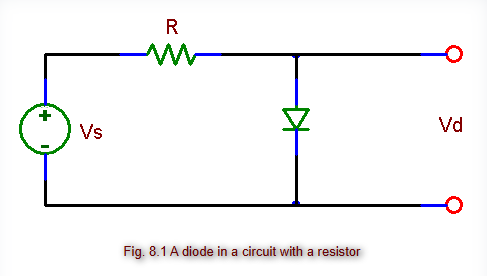 R
+
Vs
-
Vd
Fig. 8.1 A diode in a circuit with a resistor